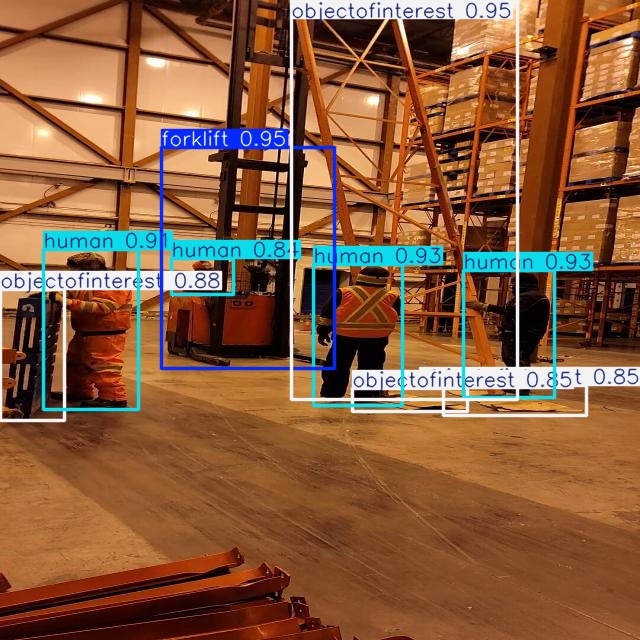 objectofinterest 0.95
forklift 0.95
human 0.91
human 0.84
human 0.93
human 0.93
objectofinterest 0.88
objectofinterest 0.85
t 0.85